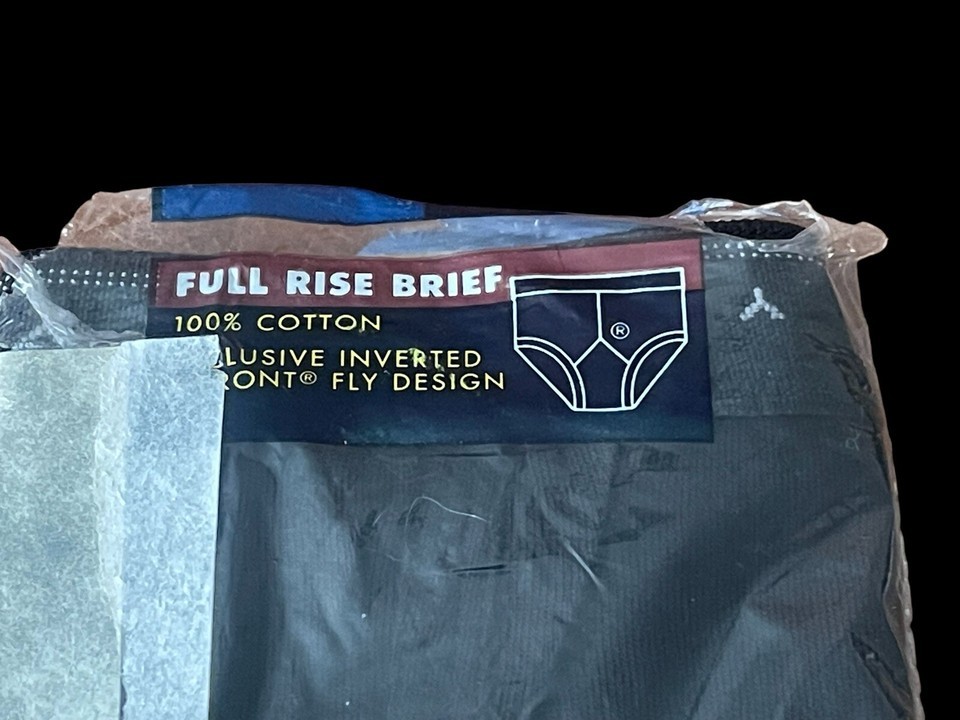 FULL RISE BRIEF
100% COTTON
LUSIVE INVERTED
RONT® FLY DESIGN
®